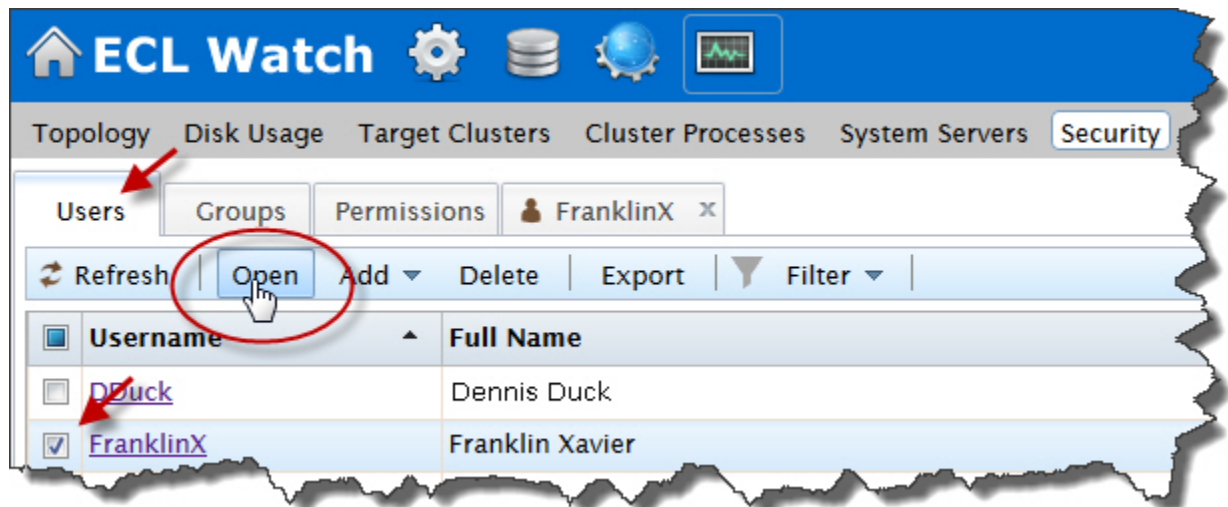 ECL Watch
Topology Disk Usage Target Clusters Cluster Processes System Servers Security
Users Groups Permissions FranklinX x
Refresh Open Add Delete Export Filter
Username Full Name
DDuck Dennis Duck
FranklinX Franklin Xavier